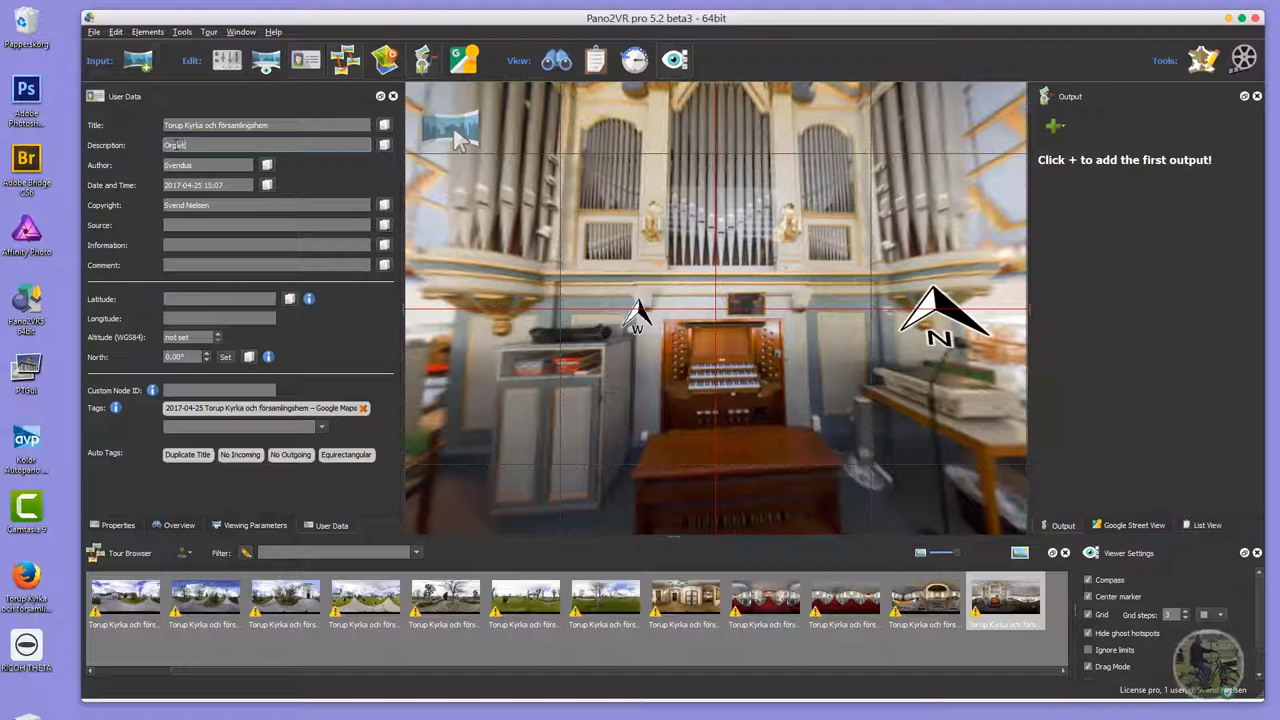 Papperskorg
Pano2VR pro 5.2 beta3 - 64bit
File Edit Elements Tools Tour Window Help
Input: Edit: View: Tools:
User Data
Output
Title: Torup Kyrka och församlingshem
Description:
Click + to add the first output!
Author: Svendus
Date and Time: 2017-04-25 15:07
Copyright: Svend Nielsen
Source:
Information:
Comment:
Latitude:
Longitude:
Altitude (WGS84): not set
North: 0,00° Set
Custom Node ID:
Tags: 2017-04-25 Torup Kyrka och församlingshem – Google Maps
Auto Tags: Duplicate Title No Incoming No Outgoing Equirectangular
W
N
Ps
Adobe
Photosh...
Br
Adobe Bridge
CS6
Affinity Photo
Pano2VR5
64bit
PTGui
avp
Kolor
Autopano ...
Camtasia 9
Torup Kyrka
och församli...
RICOH THETA
Properties Overview Viewing Parameters User Data
Output Google Street View List View
Tour Browser Filter:
Viewer Settings
Compass
Center marker
Grid Grid steps: 3
Hide ghost hotspots
Ignore limits
Drag Mode
Torup Kyrka och förs... Torup Kyrka och förs... Torup Kyrka och förs... Torup Kyrka och förs... Torup Kyrka och förs... Torup Kyrka och förs... Torup Kyrka och förs... Torup Kyrka och förs... Torup Kyrka och förs... Torup Kyrka och förs... Torup Kyrka och förs... Torup Kyrka och förs...
License pro, 1 user(s): Svend Nielsen